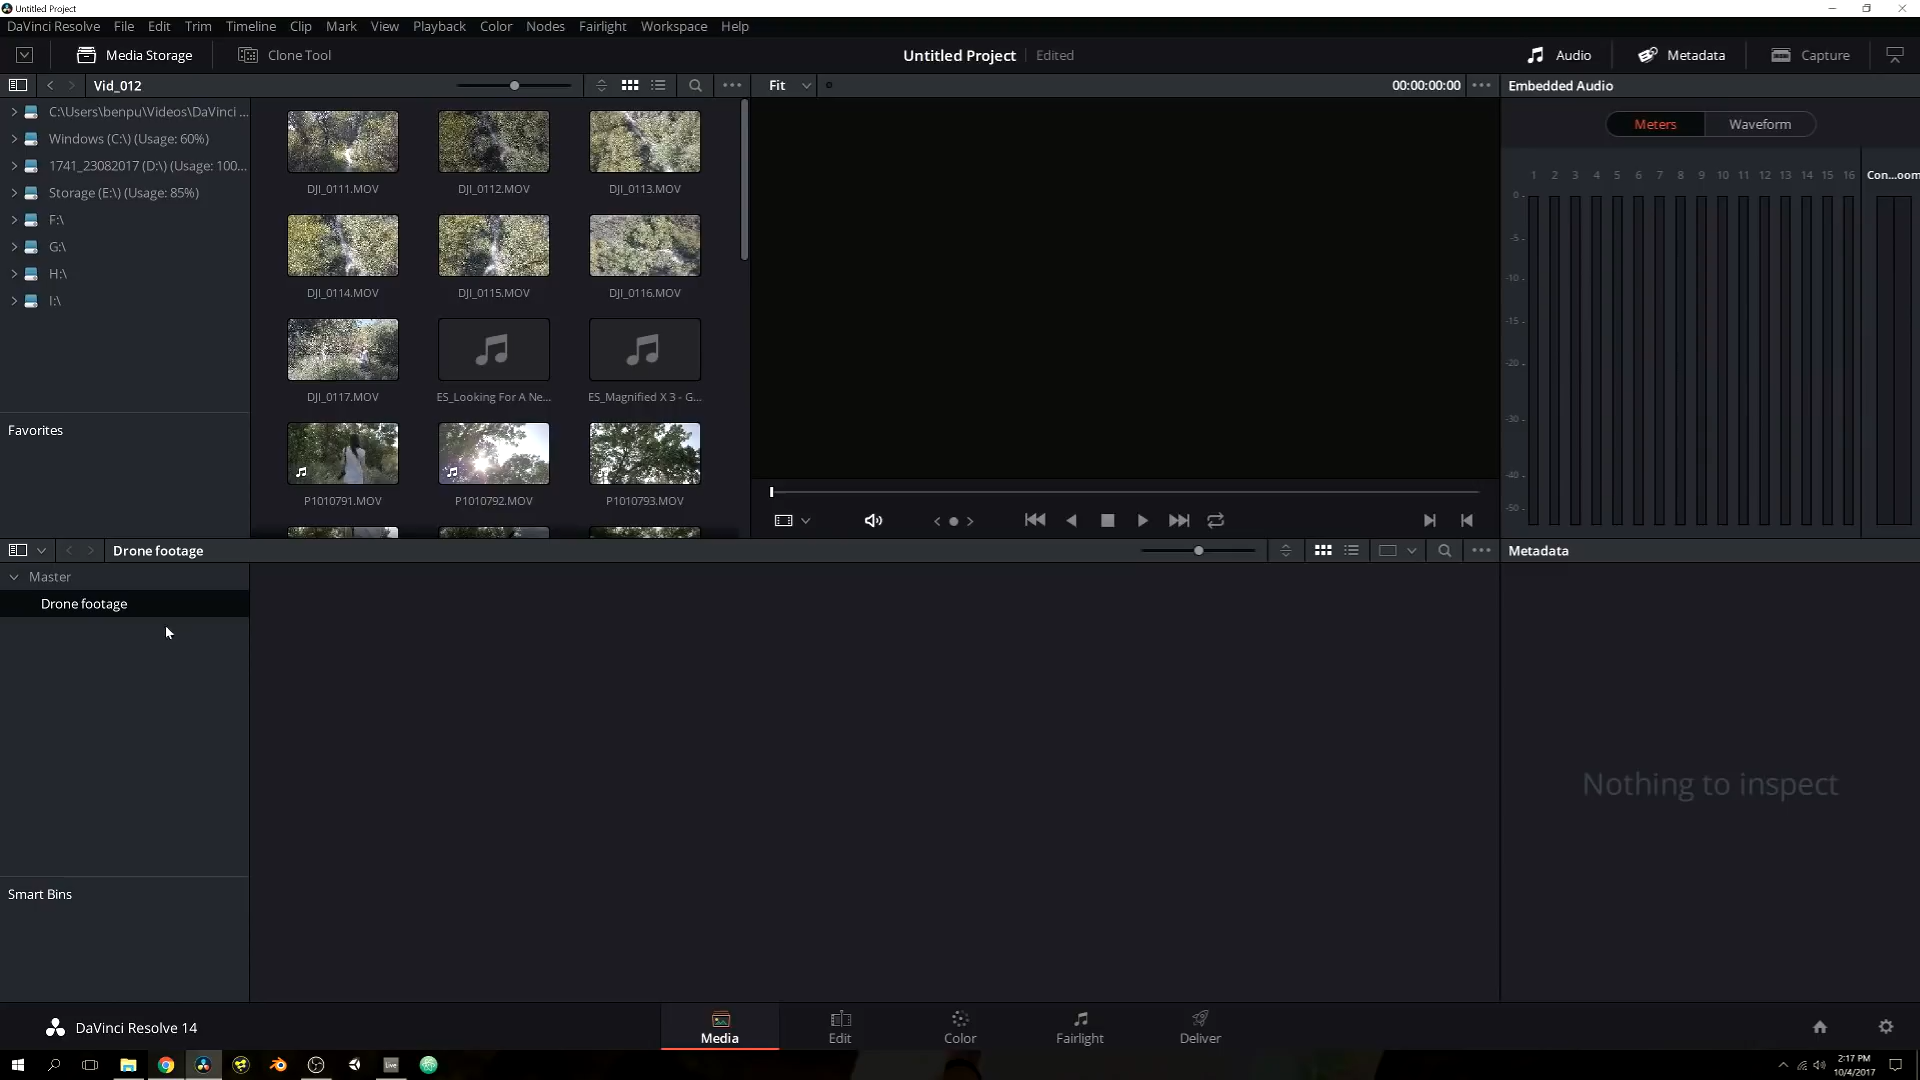 Untitled Project
DaVinci Resolve File Edit Trim Timeline Clip Mark View Playback Color Nodes Fairlight Workspace Help
Media Storage Clone Tool Untitled Project Edited Audio Metadata Capture
Vid_012 Fit 00:00:00:00 Embedded Audio
C:\Users\benpu\Videos\DaVinci ...
Windows (C:\) (Usage: 60%)
1741_23082017 (D:\) (Usage: 100...
Storage (E:\) (Usage: 85%)
F:\
G:\
H:\
I:\
Favorites
DJI_0111.MOV DJI_0112.MOV DJI_0113.MOV
DJI_0114.MOV DJI_0115.MOV DJI_0116.MOV
DJI_0117.MOV ES_Looking For A Ne... ES_Magnified X 3 - G...
P1010791.MOV P1010792.MOV P1010793.MOV
Meters Waveform
1 2 3 4 5 6 7 8 9 10 11 12 13 14 15 16 Con...oom
0
-5
-10
-15
-20
-30
-40
-50
Drone footage Metadata
Master
Drone footage
Nothing to inspect
Smart Bins
DaVinci Resolve 14
Media Edit Color Fairlight Deliver
Live
2:17 PM
10/4/2017